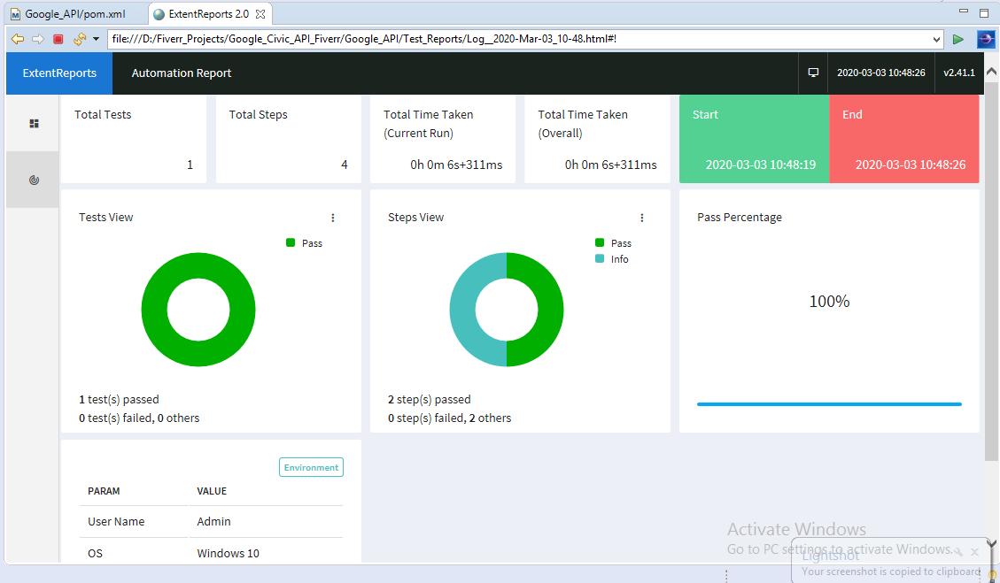 Google_API/pom.xml
ExtentReports 2.0
file:///D:/Fiverr_Projects/Google_Civic_API_Fiverr/Google_API/Test_Reports/Log__2020-Mar-03_10-48.html#!
ExtentReports
Automation Report
2020-03-03 10:48:26
v2.41.1
Total Tests
1
Total Steps
4
Total Time Taken
(Current Run)
0h 0m 6s+311ms
Total Time Taken
(Overall)
0h 0m 6s+311ms
Start
2020-03-03 10:48:19
End
2020-03-03 10:48:26
Tests View
Pass
1 test(s) passed
0 test(s) failed, 0 others
Steps View
Pass
Info
2 step(s) passed
0 step(s) failed, 2 others
Pass Percentage
100%
Environment
PARAM VALUE
User Name Admin
OS Windows 10
Activate Windows
Go to PC settings to activate Windows.
Lightshot
Your screenshot is copied to clipboard